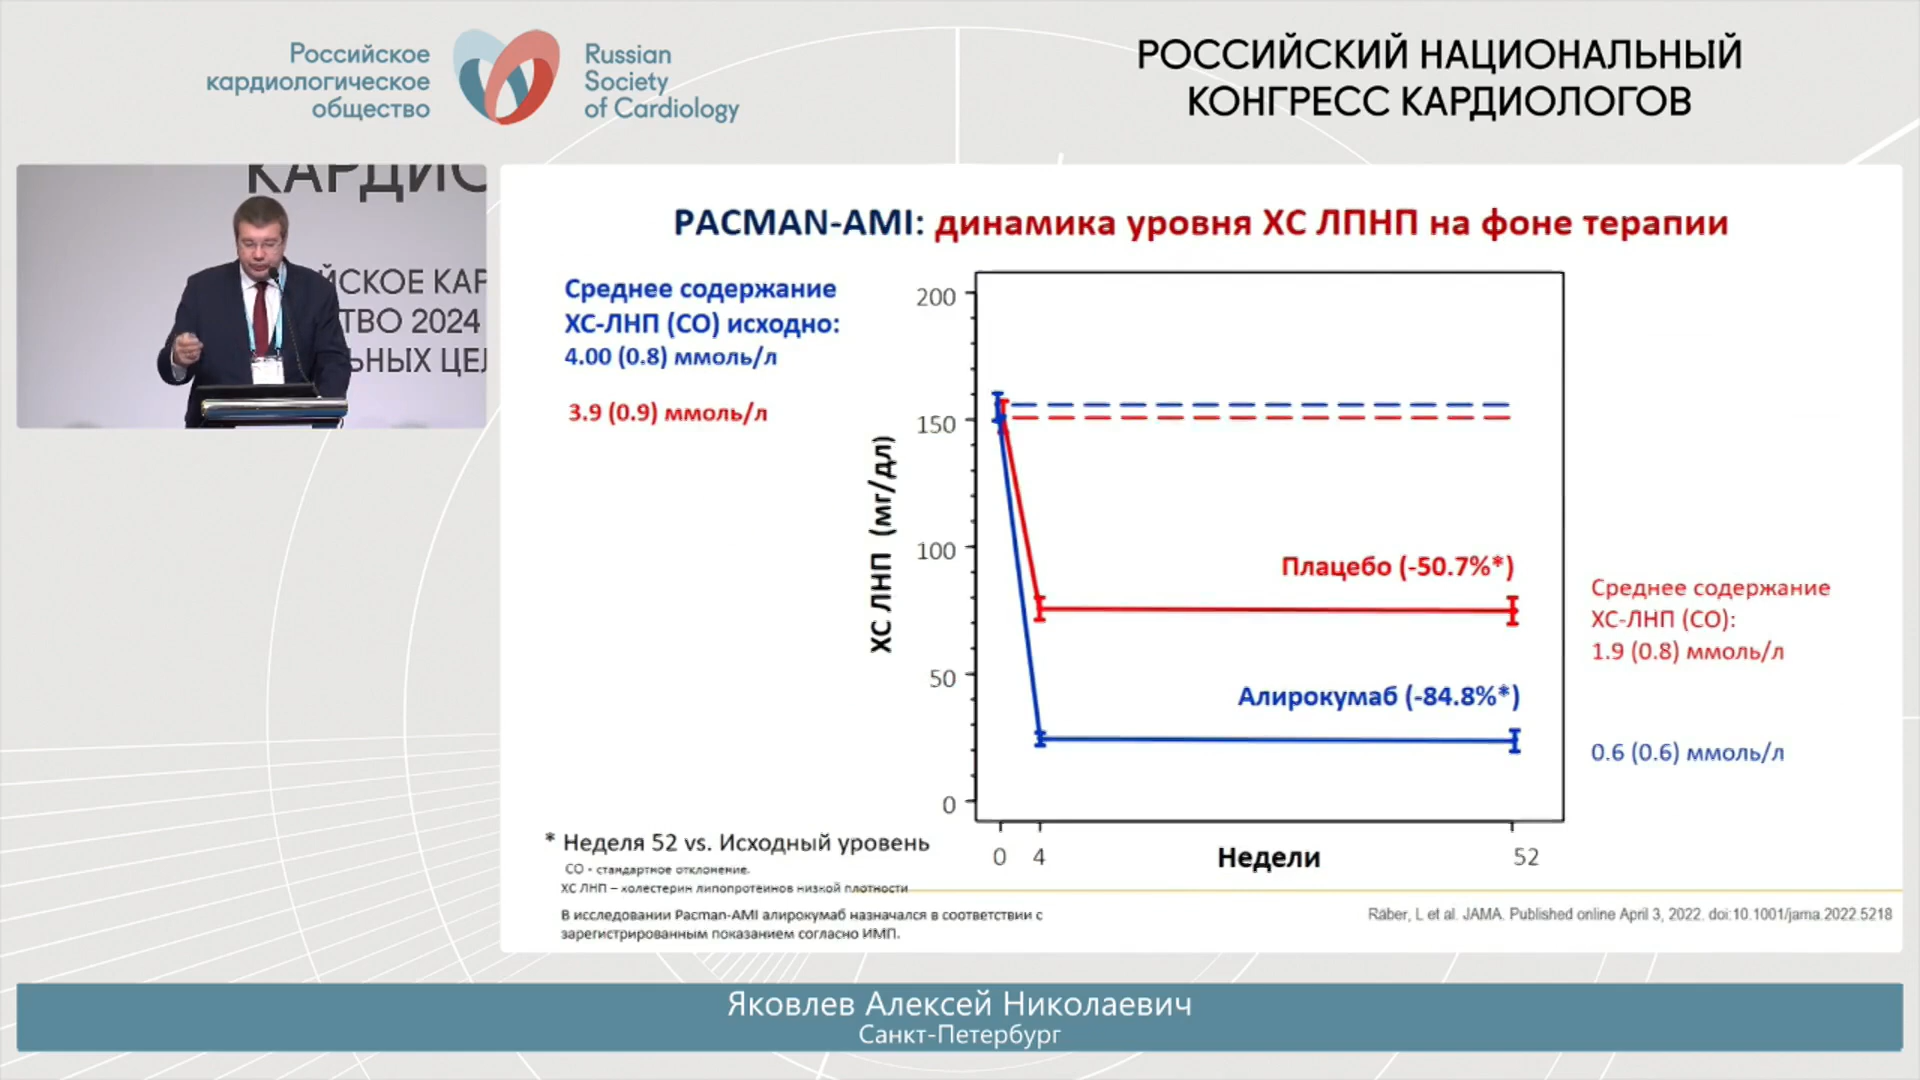 Российское
кардиологическое
общество
Russian
Society
of Cardiology
РОССИЙСКИЙ НАЦИОНАЛЬНЫЙ
КОНГРЕСС КАРДИОЛОГОВ
КАРДИО
ЙСКОЕ КАР
ТВО 2024
ЬНЫХ ЦЕЛ
PACMAN-AMI: динамика уровня ХС ЛПНП на фоне терапии
Среднее содержание
ХС-ЛНП (СО) исходно:
4.00 (0.8) ммоль/л
3.9 (0.9) ммоль/л
ХС ЛНП (мг/дл)
200
150
100
50
0
Плацебо (-50.7%*)
Алирокумаб (-84.8%*)
0 4 Недели 52
Среднее содержание
ХС-ЛНП (СО):
1.9 (0.8) ммоль/л
0.6 (0.6) ммоль/л
* Неделя 52 vs. Исходный уровень
СО - стандартное отклонение.
ХС ЛНП – холестерин липопротеинов низкой плотности
В исследовании Pacman-AMI алирокумаб назначался в соответствии с
зарегистрированным показанием согласно ИМП.
Räber, L et al. JAMA. Published online April 3, 2022. doi:10.1001/jama.2022.5218
Яковлев Алексей Николаевич
Санкт-Петербург